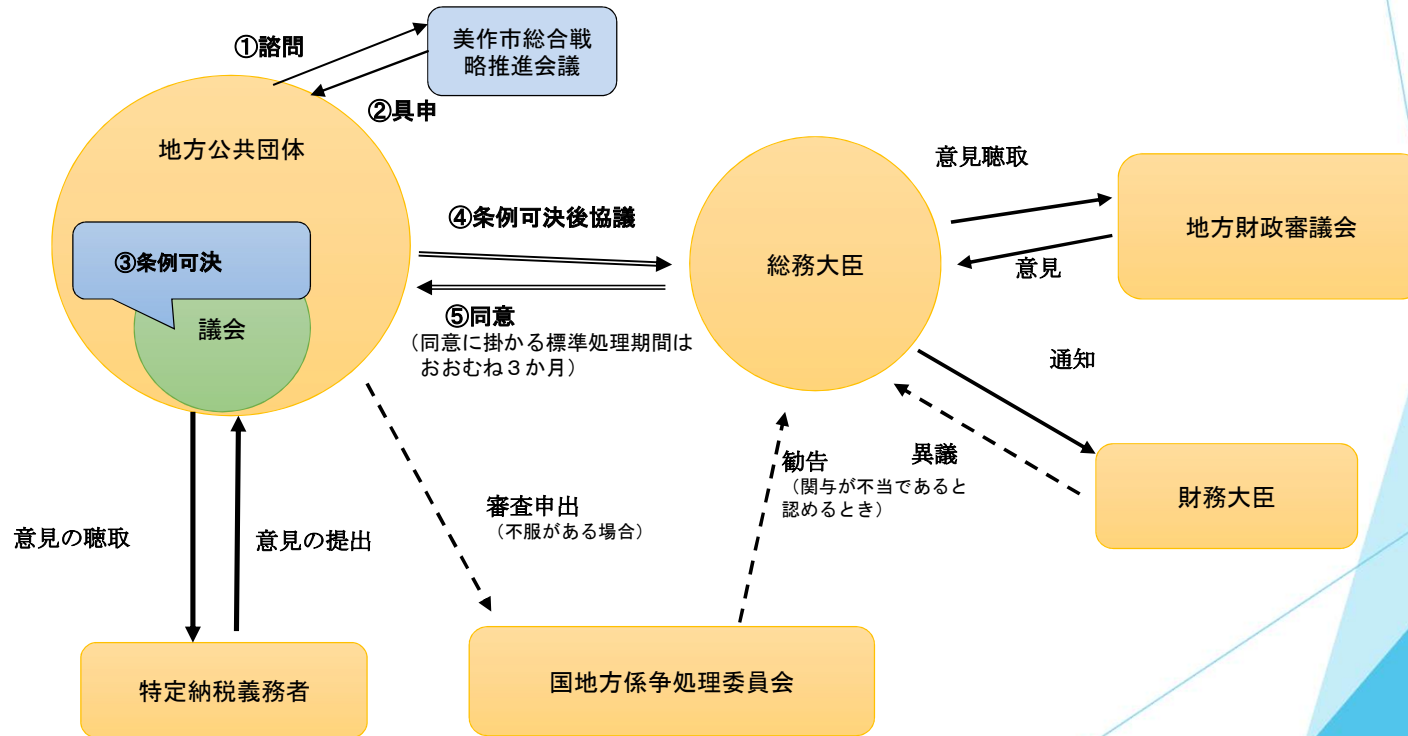 ①諮問
美作市総合戦
略推進会議
②具申
地方公共団体
③条例可決
議会
④条例可決後協議
⑤同意
（同意に掛かる標準処理期間は
おおむね３か月）
総務大臣
意見聴取
意見
地方財政審議会
通知
異議
財務大臣
勧告
（関与が不当であると
認めるとき）
審査申出
（不服がある場合）
意見の聴取
意見の提出
特定納税義務者
国地方係争処理委員会